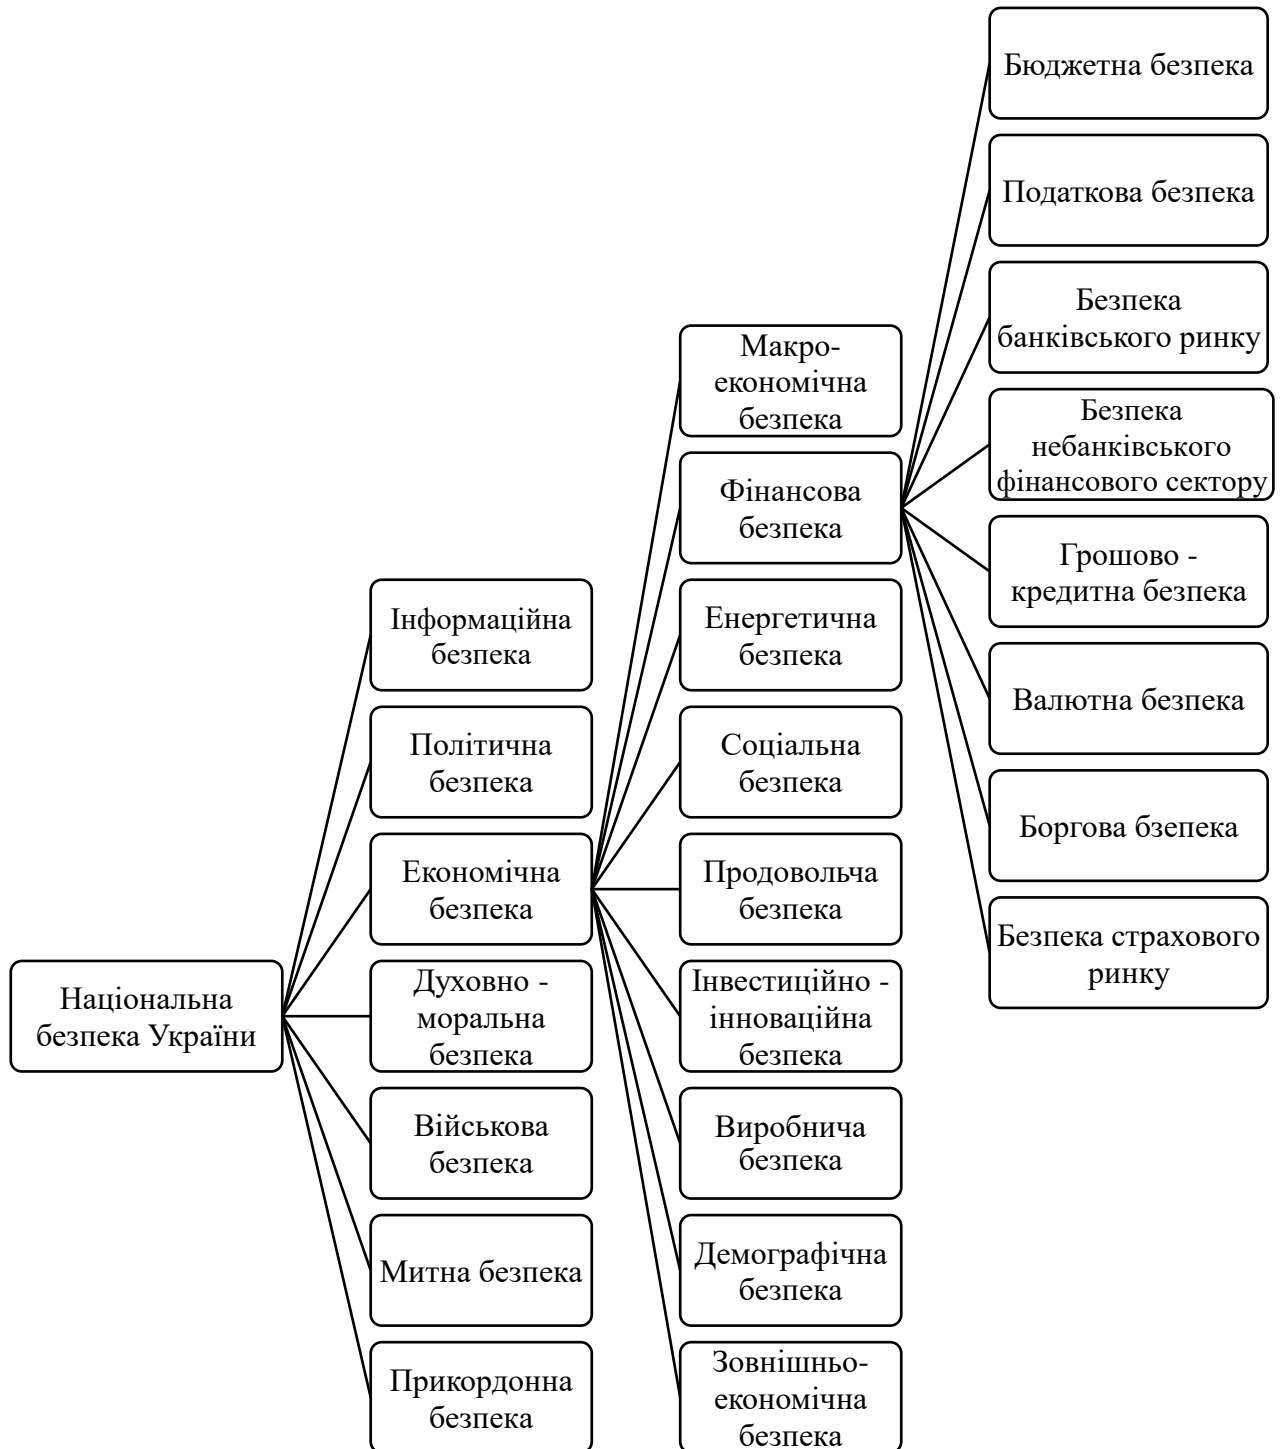 Національна
безпека України
Інформаційна
безпека
Політична
безпека
Економічна
безпека
Духовно -
моральна
безпека
Військова
безпека
Митна безпека
Прикордонна
безпека
Макро-
економічна
безпека
Фінансова
безпека
Енергетична
безпека
Соціальна
безпека
Продовольча
безпека
Інвестиційно -
інноваційна
безпека
Виробнича
безпека
Демографічна
безпека
Зовнішньо-
економічна
безпека
Бюджетна безпека
Податкова безпека
Безпека
банківського ринку
Безпека
небанківського
фінансового сектору
Грошово -
кредитна безпека
Валютна безпека
Боргова бзепека
Безпека страхового
ринку